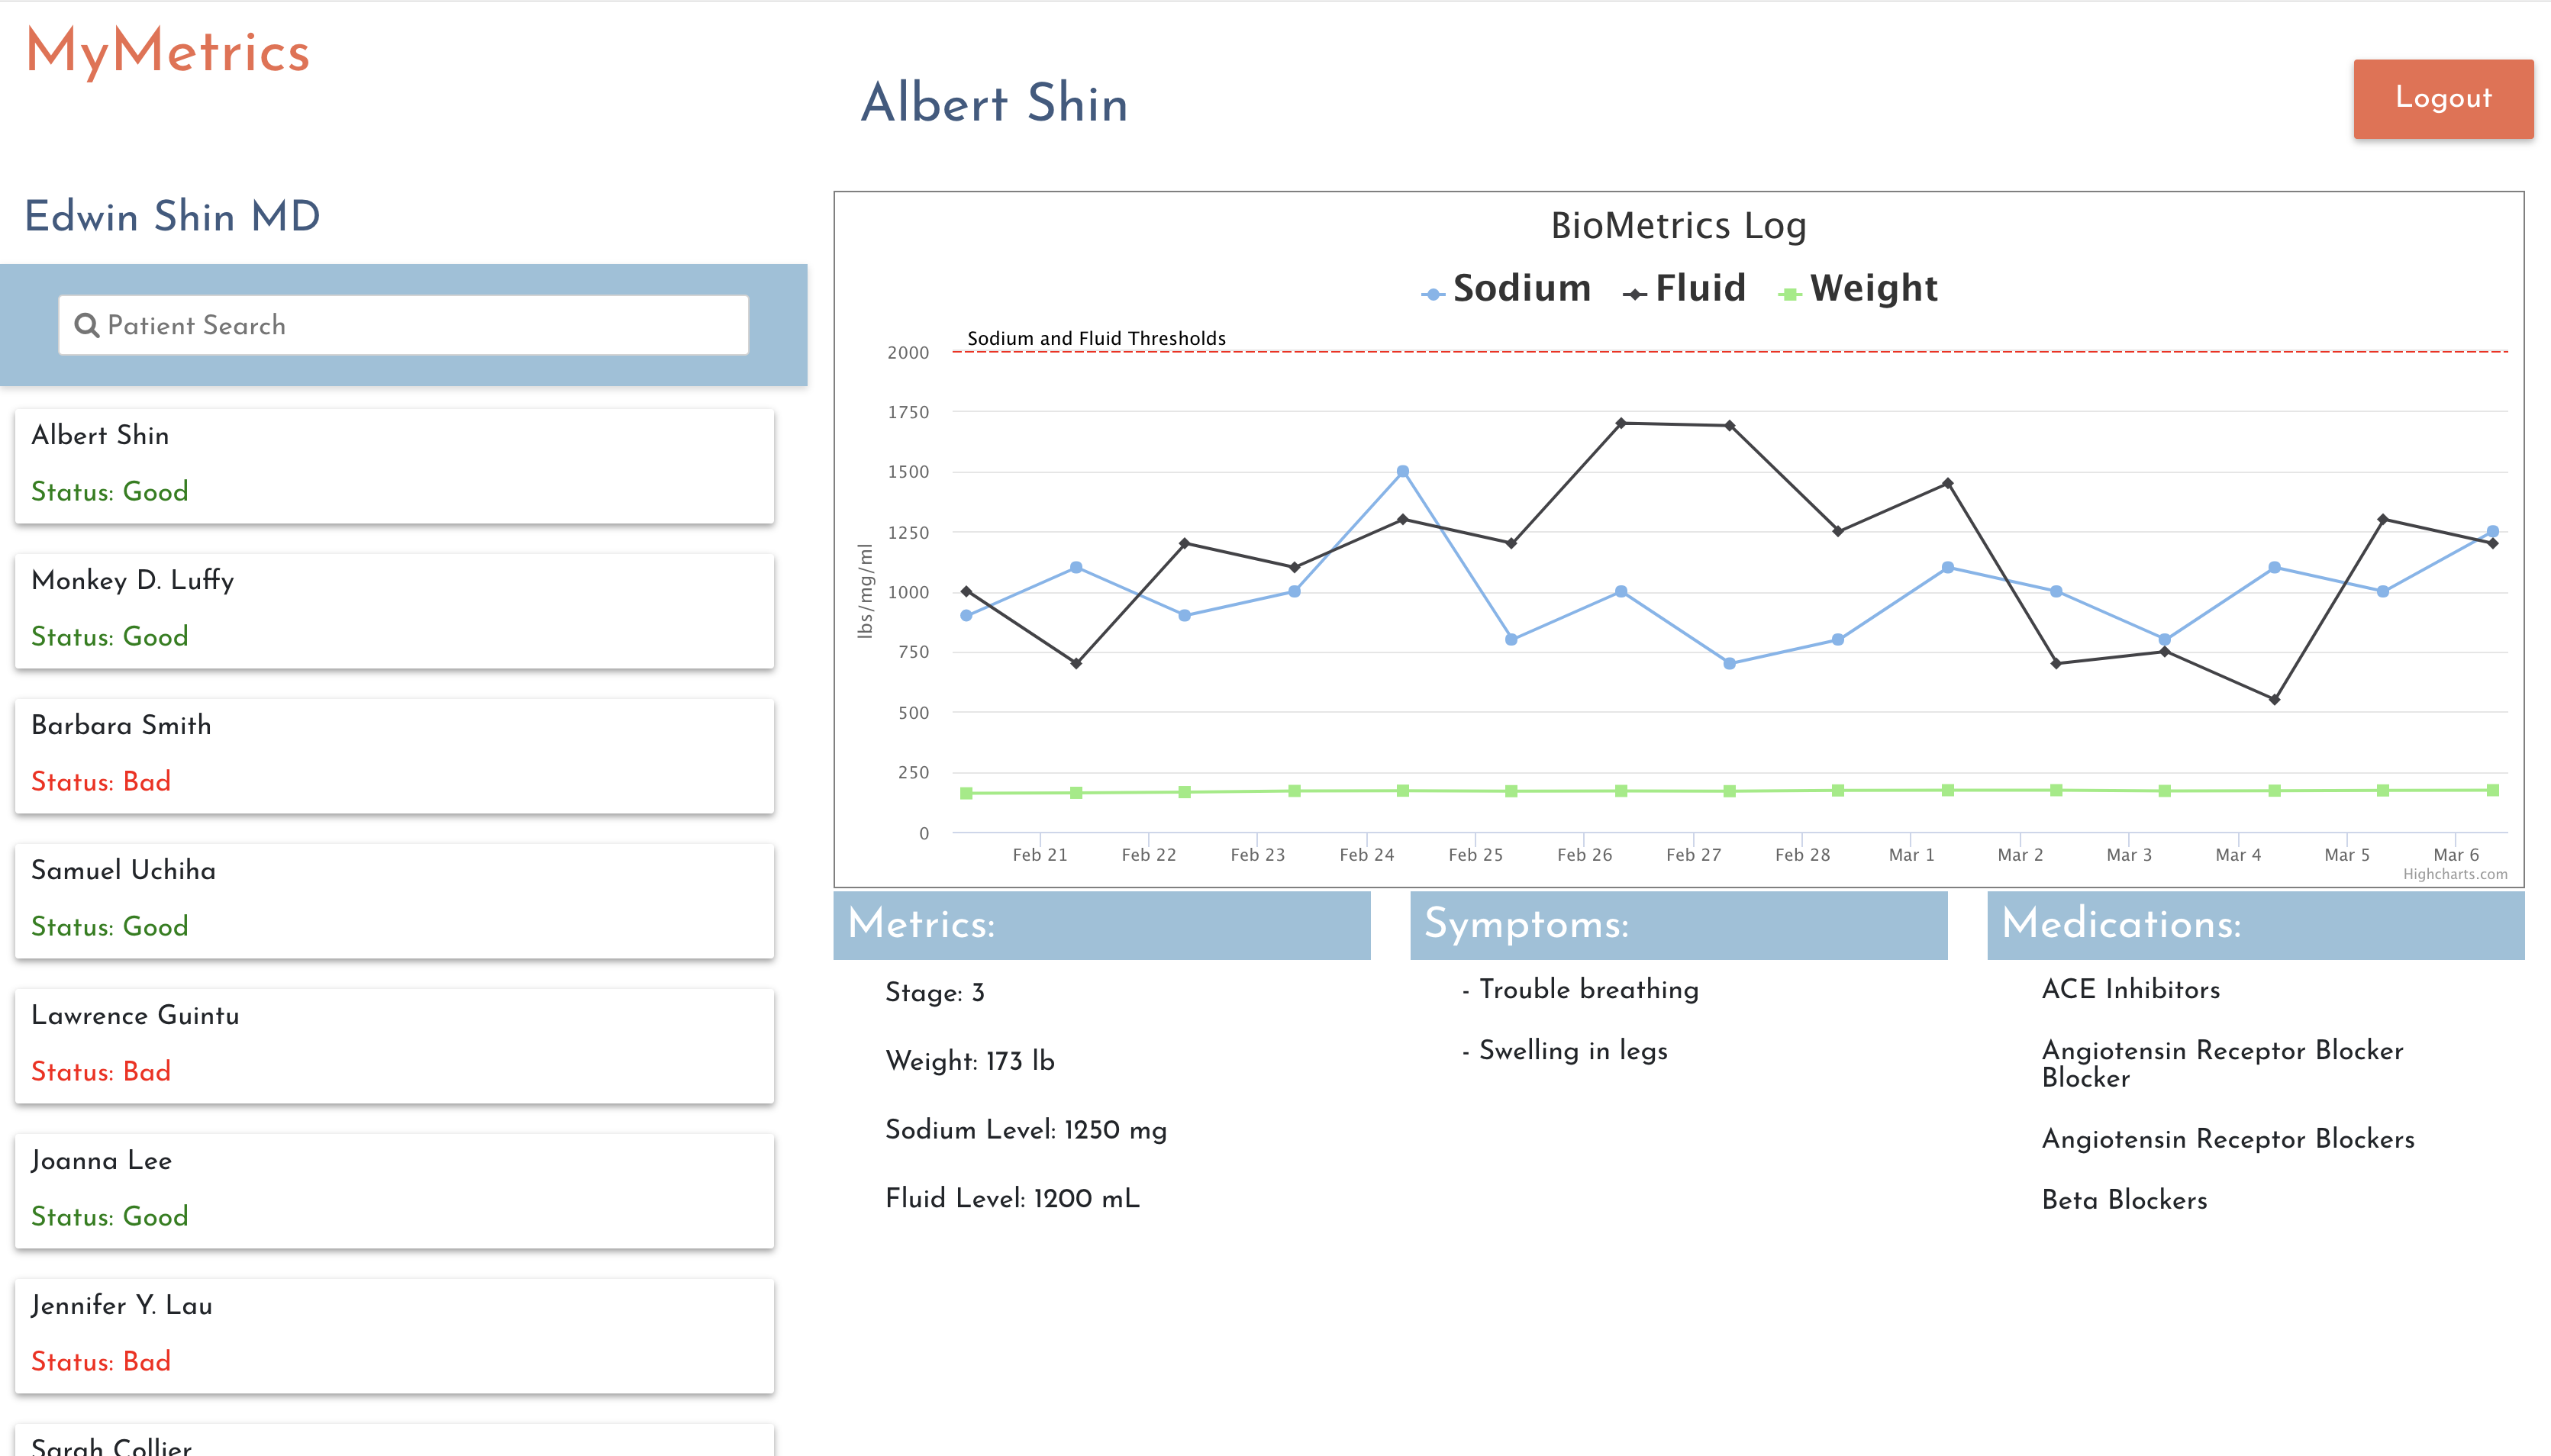 MyMetrics
Albert Shin
Logout
Edwin Shin MD
Patient Search
Albert Shin
Status: Good
Monkey D. Luffy
Status: Good
Barbara Smith
Status: Bad
Samuel Uchiha
Status: Good
Lawrence Guintu
Status: Bad
Joanna Lee
Status: Good
Jennifer Y. Lau
Status: Bad
Sarah Collier
BioMetrics Log
Sodium Fluid Weight
Sodium and Fluid Thresholds
2000
1750
1500
1250
1000
750
500
250
0
lbs/mg/ml
Feb 21 Feb 22 Feb 23 Feb 24 Feb 25 Feb 26 Feb 27 Feb 28 Mar 1 Mar 2 Mar 3 Mar 4 Mar 5 Mar 6
Highcharts.com
Metrics:
Stage: 3
Weight: 173 lb
Sodium Level: 1250 mg
Fluid Level: 1200 mL
Symptoms:
- Trouble breathing
- Swelling in legs
Medications:
ACE Inhibitors
Angiotensin Receptor Blocker
Blocker
Angiotensin Receptor Blockers
Beta Blockers